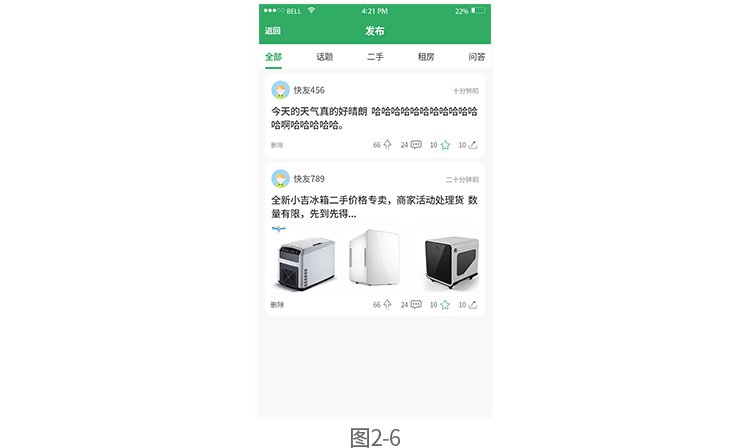 BELL 4:21 PM 22%
返回 发布
全部 话题 二手 租房 问答
快友456 十分钟前
今天的天气真的好晴朗 哈哈哈哈哈哈哈哈哈哈哈
哈啊哈哈哈哈哈。
删除 66 24 10 10
快友789 二十分钟前
全新小吉冰箱二手价格专卖，商家活动处理货 数
量有限，先到先得...
删除 66 24 10 10
图2-6